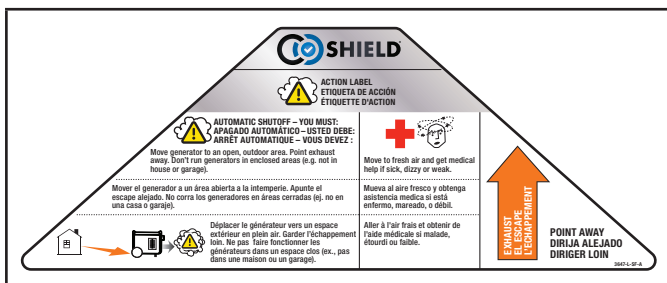 CO SHIELD®
ACTION LABEL
ETIQUETA DE ACCIÓN
ÉTIQUETTE D'ACTION
AUTOMATIC SHUTOFF – YOU MUST:
APAGADO AUTOMÁTICO – USTED DEBE:
ARRÊT AUTOMATIQUE – VOUS DEVEZ :
Move generator to an open, outdoor area. Point exhaust
away. Don't run generators in enclosed areas (e.g. not in
house or garage).
Move to fresh air and get medical
help if sick, dizzy or weak.
Mover el generador a un área abierta a la intemperie. Apunte el
escape alejado. No corra los generadores en áreas cerradas (ej. no en
una casa o garaje).
Mueva al aire fresco y obtenga
asistencia medica si está
enfermo, mareado, o débil.
Déplacer le générateur vers un espace
extérieur en plein air. Garder l'échappement
loin. Ne pas faire fonctionner les
générateurs dans un espace clos (ex., pas
dans une maison ou un garage).
Aller à l'air frais et obtenir de
l'aide médicale si malade,
étourdi ou faible.
EXHAUST
EL ESCAPE
L'ÉCHAPPEMENT
POINT AWAY
DIRIJA ALEJADO
DIRIGER LOIN
3647-L-SF-A